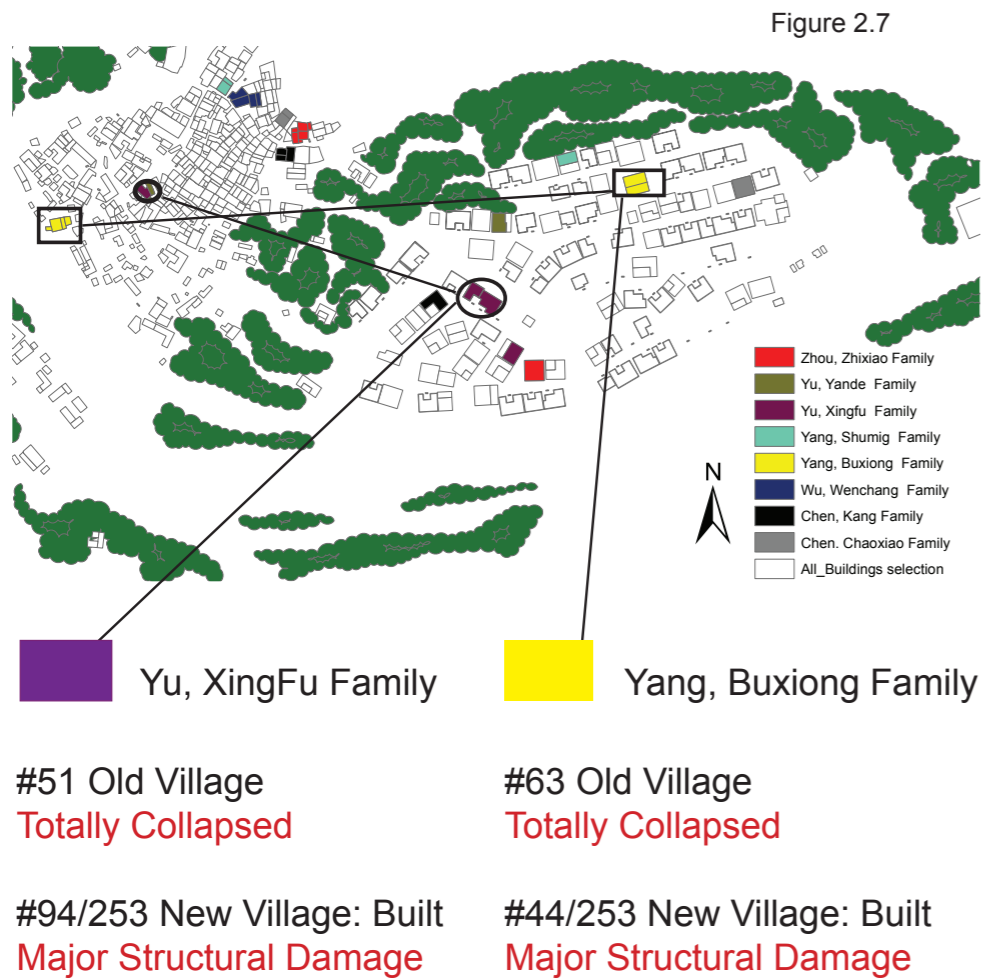 Figure 2.7
Zhou, Zhixiao Family
Yu, Yande Family
Yu, Xingfu Family
Yang, Shumig Family
Yang, Buxiong Family
Wu, Wenchang Family
Chen, Kang Family
Chen. Chaoxiao Family
All_Buildings selection
N
Yu, XingFu Family
#51 Old Village
Totally Collapsed
#94/253 New Village: Built
Major Structural Damage
Yang, Buxiong Family
#63 Old Village
Totally Collapsed
#44/253 New Village: Built
Major Structural Damage